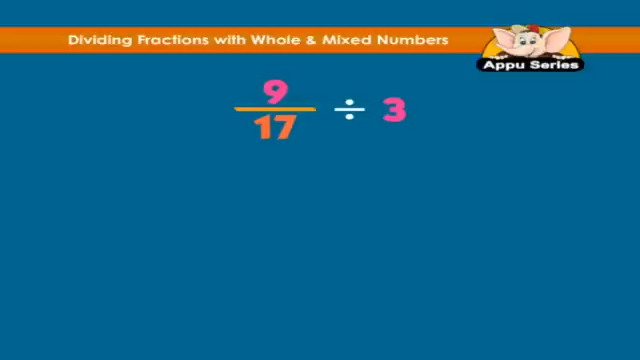 Dividing Fractions with Whole & Mixed Numbers
Appu Series
9
17
÷ 3